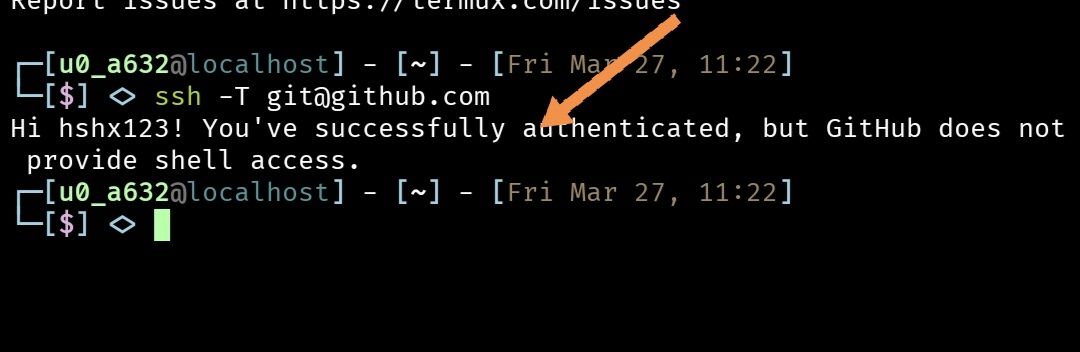 Report issues at https://termux.com/issues
┌─[u0_a632@localhost] - [~] - [Fri Mar 27, 11:22]
└─[$] <> ssh -T git@github.com
Hi hshx123! You've successfully authenticated, but GitHub does not
provide shell access.
┌─[u0_a632@localhost] - [~] - [Fri Mar 27, 11:22]
└─[$] <>